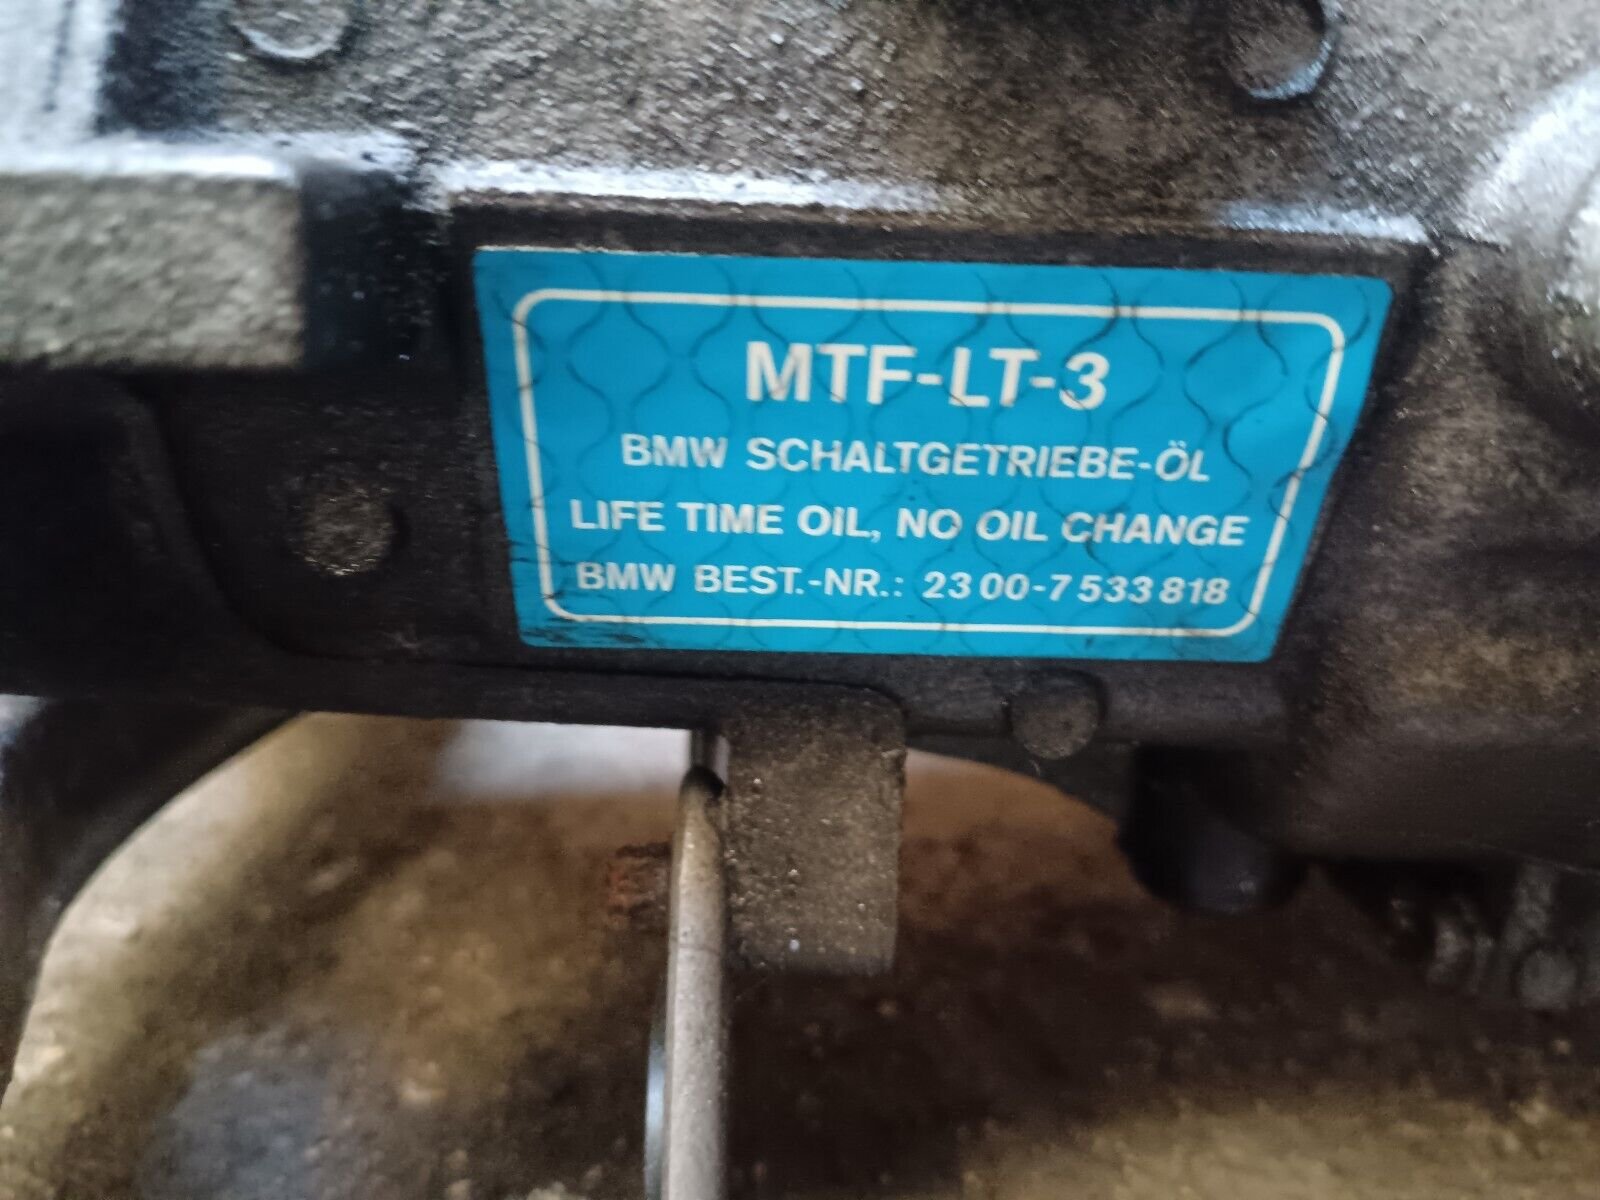 MTF-LT-3
BMW SCHALTGETRIEBE-ÖL
LIFE TIME OIL, NO OIL CHANGE
BMW BEST.-NR.: 23 00-7 533 818